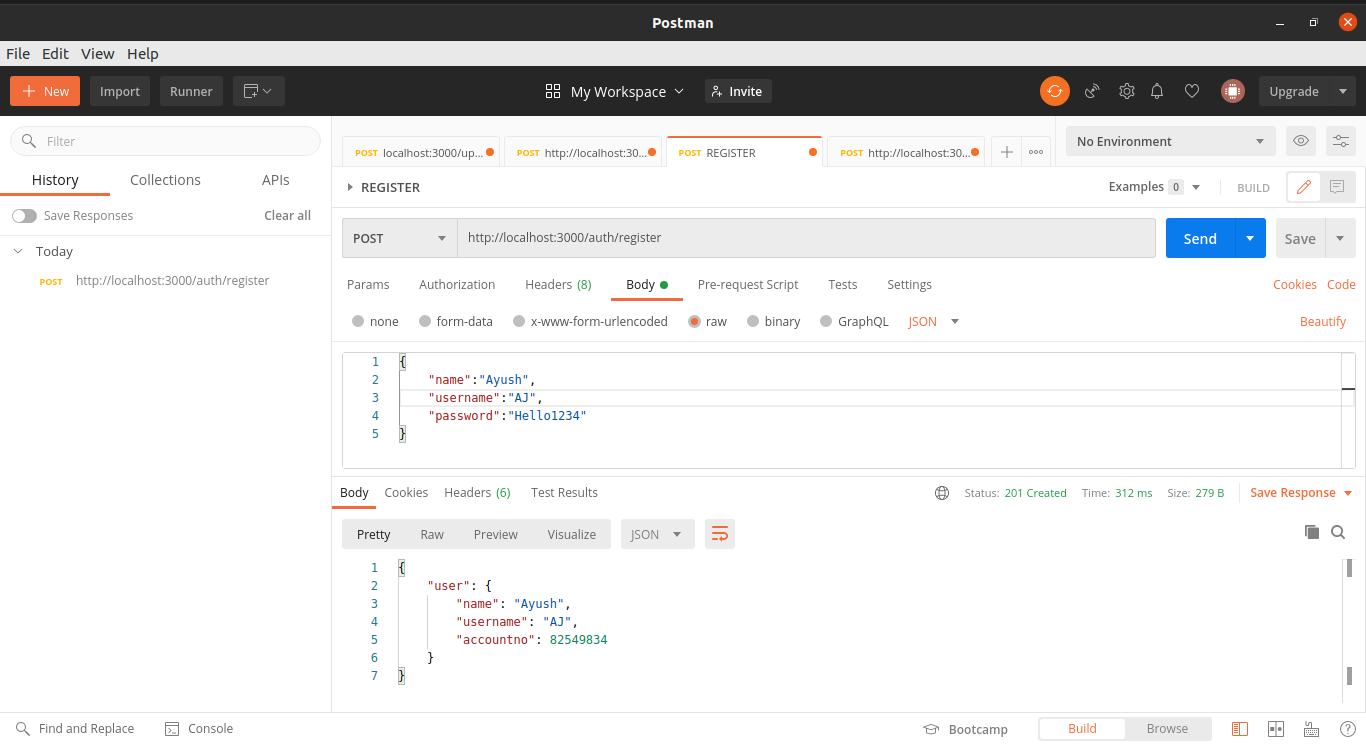 Postman
File Edit View Help
New Import Runner My Workspace Invite Upgrade
Filter
POST localhost:3000/up... POST http://localhost:30... POST REGISTER POST http://localhost:30... No Environment
History Collections APIs
REGISTER Examples 0 BUILD
Save Responses Clear all
POST http://localhost:3000/auth/register Send Save
Today
POST http://localhost:3000/auth/register
Params Authorization Headers (8) Body Pre-request Script Tests Settings Cookies Code
none form-data x-www-form-urlencoded raw binary GraphQL JSON Beautify
1 {
2 "name":"Ayush",
3 "username":"AJ",
4 "password":"Hello1234"
5 }
Body Cookies Headers (6) Test Results Status: 201 Created Time: 312 ms Size: 279 B Save Response
Pretty Raw Preview Visualize JSON
1 {
2 "user": {
3 "name": "Ayush",
4 "username": "AJ",
5 "accountno": 82549834
6 }
7 }
Find and Replace Console Bootcamp Build Browse